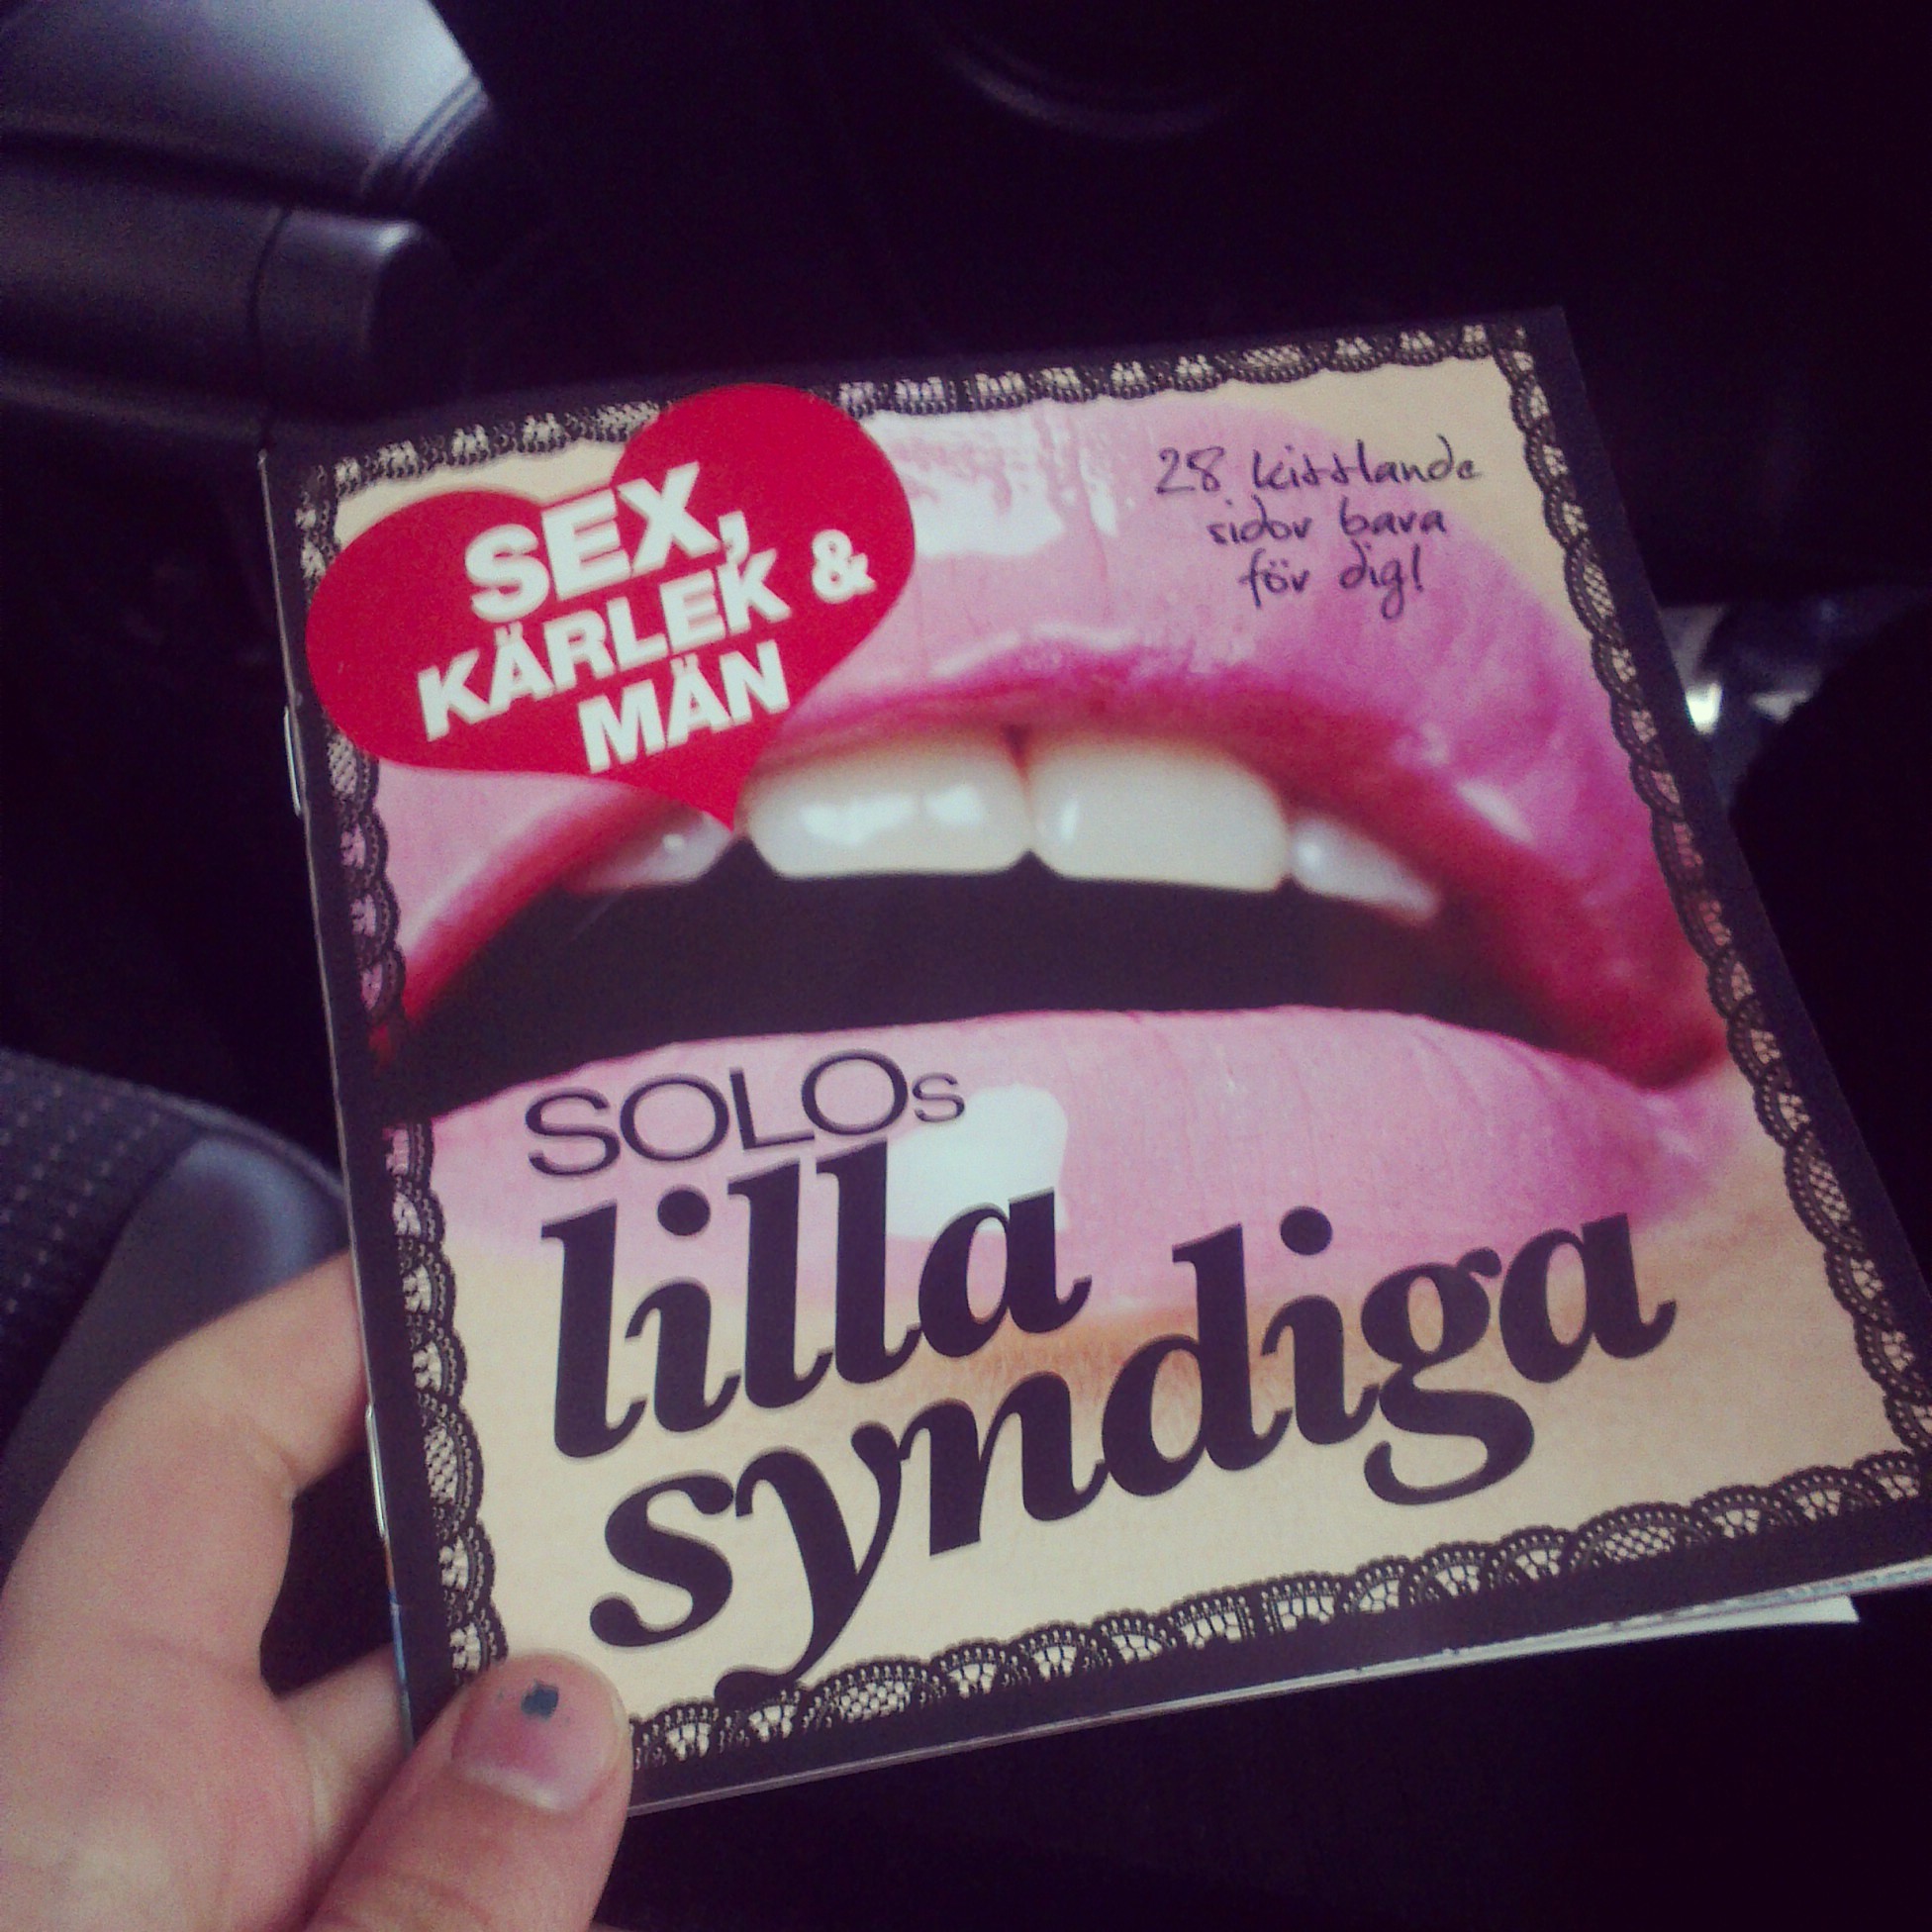 SEX,
KÄRLEK &
MÄN
28 kittlande
sidor bara
för dig!
SOLOs
lilla
syndiga